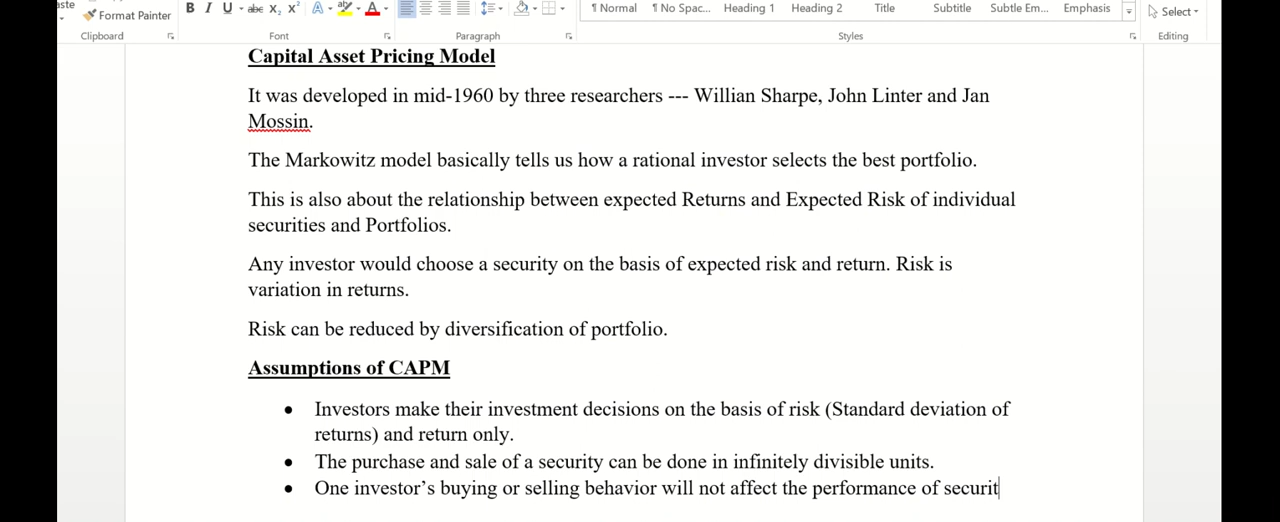 aste
Format Painter
B I U abc X₂ X² A aby A
¶ Normal ¶ No Spac... Heading 1 Heading 2 Title Subtitle Subtle Em... Emphasis
Select
Clipboard Font Paragraph Styles Editing
Capital Asset Pricing Model
It was developed in mid-1960 by three researchers --- Willian Sharpe, John Linter and Jan
Mossin.
The Markowitz model basically tells us how a rational investor selects the best portfolio.
This is also about the relationship between expected Returns and Expected Risk of individual
securities and Portfolios.
Any investor would choose a security on the basis of expected risk and return. Risk is
variation in returns.
Risk can be reduced by diversification of portfolio.
Assumptions of CAPM
• Investors make their investment decisions on the basis of risk (Standard deviation of
returns) and return only.
• The purchase and sale of a security can be done in infinitely divisible units.
• One investor’s buying or selling behavior will not affect the performance of securit